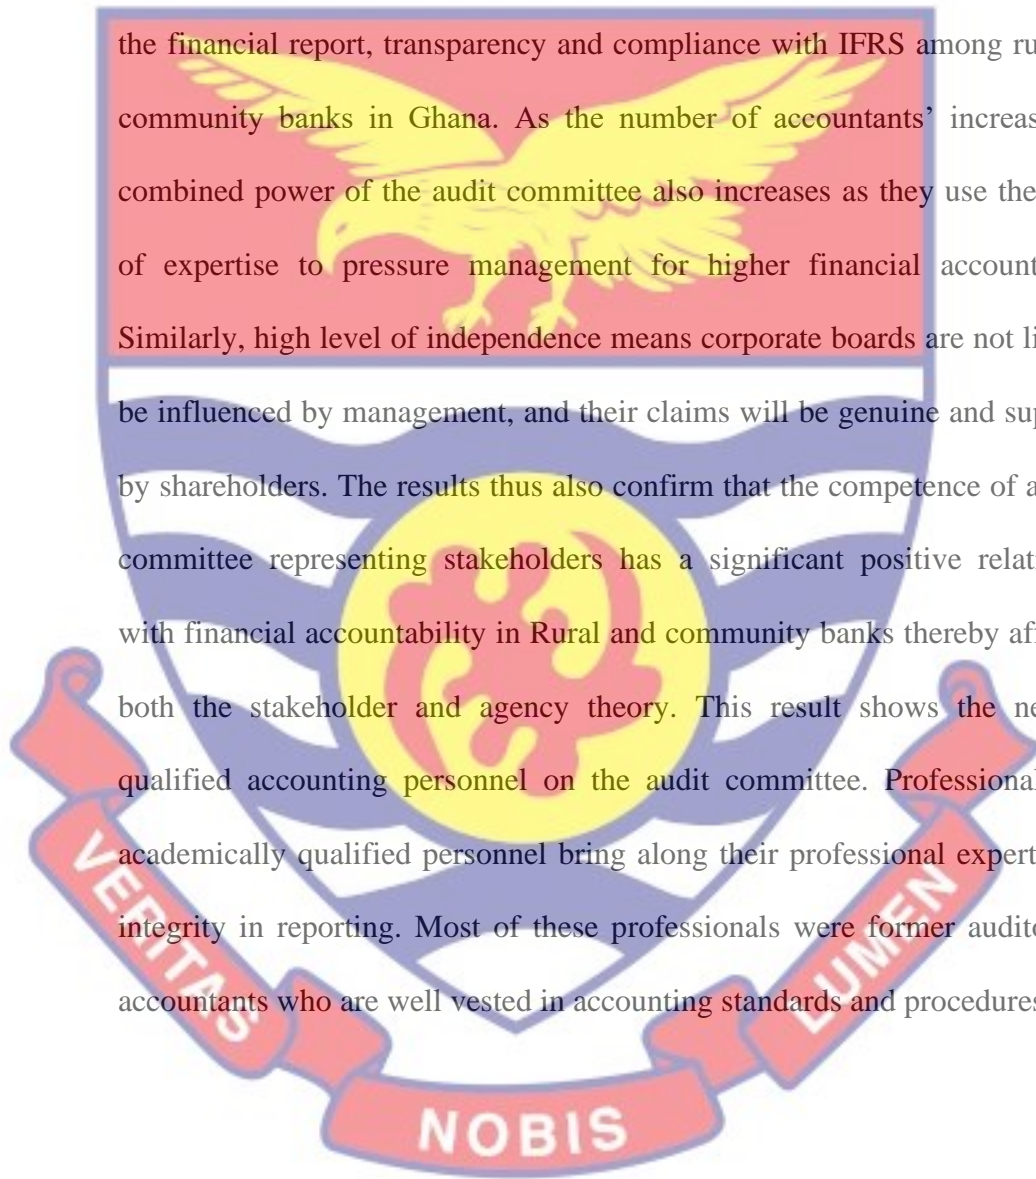 the financial report, transparency and compliance with IFRS among ru
community banks in Ghana. As the number of accountants’ increas
combined power of the audit committee also increases as they use the
of expertise to pressure management for higher financial account
Similarly, high level of independence means corporate boards are not li
be influenced by management, and their claims will be genuine and sup
by shareholders. The results thus also confirm that the competence of a
committee representing stakeholders has a significant positive relati
with financial accountability in Rural and community banks thereby aff
both the stakeholder and agency theory. This result shows the ne
qualified accounting personnel on the audit committee. Professional
academically qualified personnel bring along their professional expert
integrity in reporting. Most of these professionals were former audito
accountants who are well vested in accounting standards and procedures
VERITAS
NOBIS
LUMEN